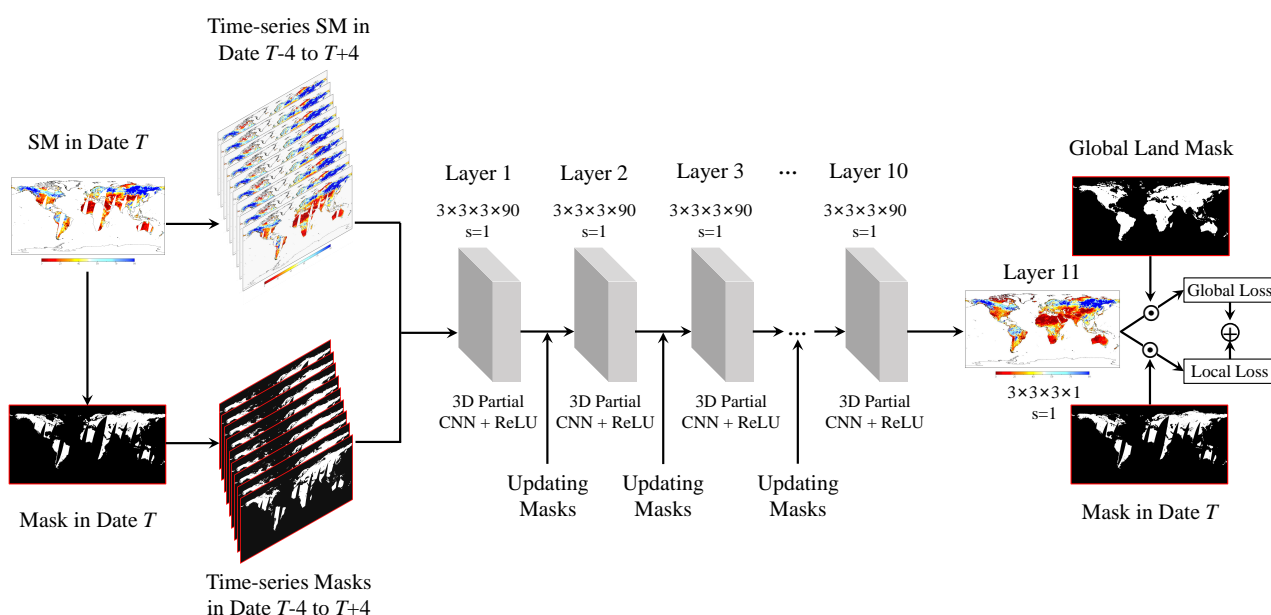 Time-series SM in
Date T-4 to T+4
SM in Date T
Mask in Date T
Time-series Masks
in Date T-4 to T+4
Layer 1
3×3×3×90
s=1
3D Partial
CNN + ReLU
Updating
Masks
Layer 2
3×3×3×90
s=1
3D Partial
CNN + ReLU
Updating
Masks
Layer 3
3×3×3×90
s=1
3D Partial
CNN + ReLU
...
...
Updating
Masks
Layer 10
3×3×3×90
s=1
3D Partial
CNN + ReLU
Layer 11
3×3×3×1
s=1
Global Land Mask
Global Loss
Local Loss
Mask in Date T